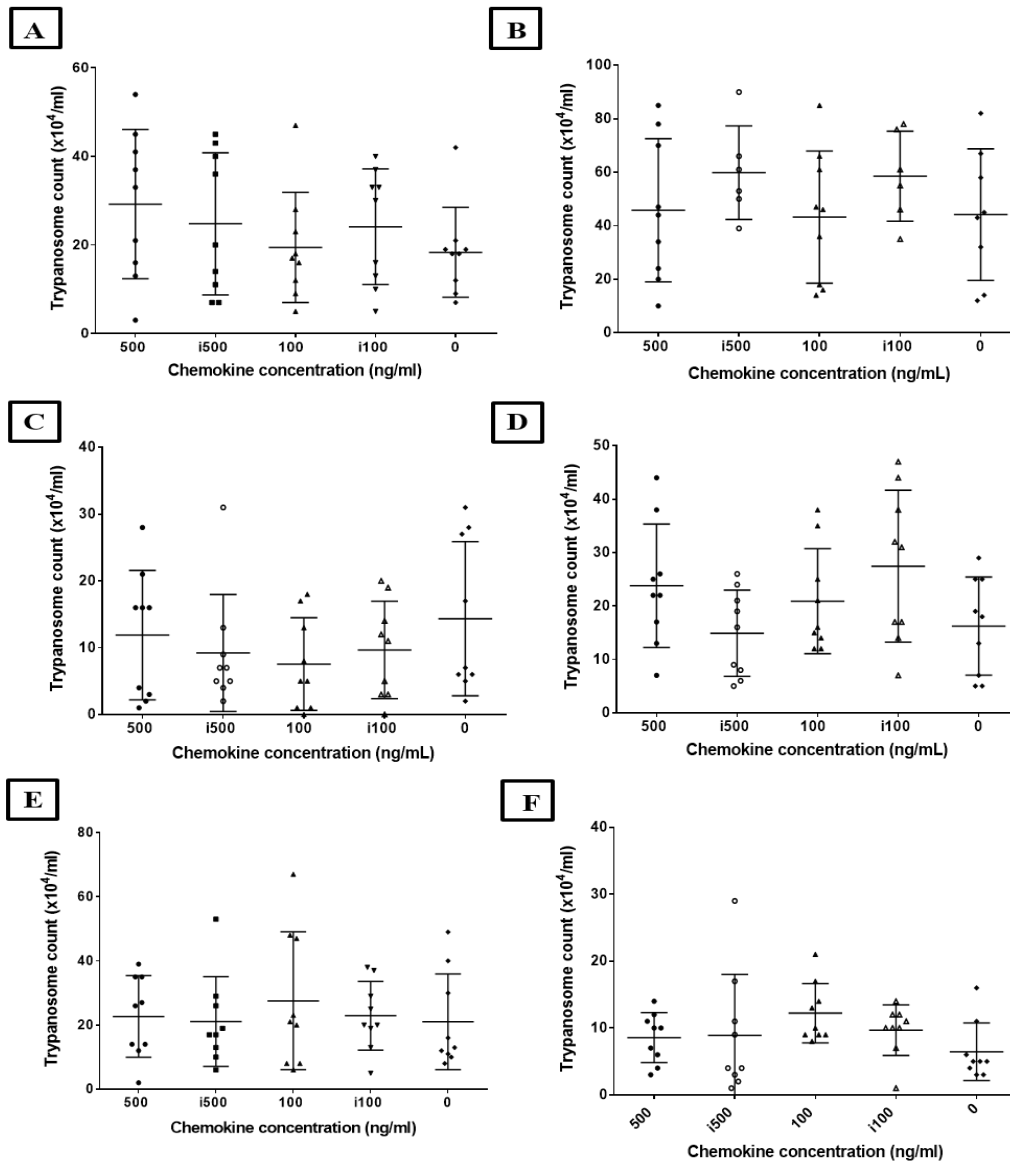 A
Trypanosome count (x10⁴/ml)
60
40
20
0
500 i500 100 i100 0
Chemokine concentration (ng/ml)
B
Trypanosome count (x10⁴/ml)
100
80
60
40
20
0
500 i500 100 i100 0
Chemokine concentration (ng/mL)
C
Trypanosome count (x10⁴/ml)
40
30
20
10
0
500 i500 100 i100 0
Chemokine concentration (ng/mL)
D
Trypanosome count (x10⁴/ml)
50
40
30
20
10
0
500 i500 100 i100 0
Chemokine concentration (ng/mL)
E
Trypanosome count (x10⁴/ml)
80
60
40
20
0
500 i500 100 i100 0
Chemokine concentration (ng/ml)
F
Trypanosome count (x10⁴/ml)
40
30
20
10
0
500 i500 100 i100 0
Chemokine concentration (ng/ml)